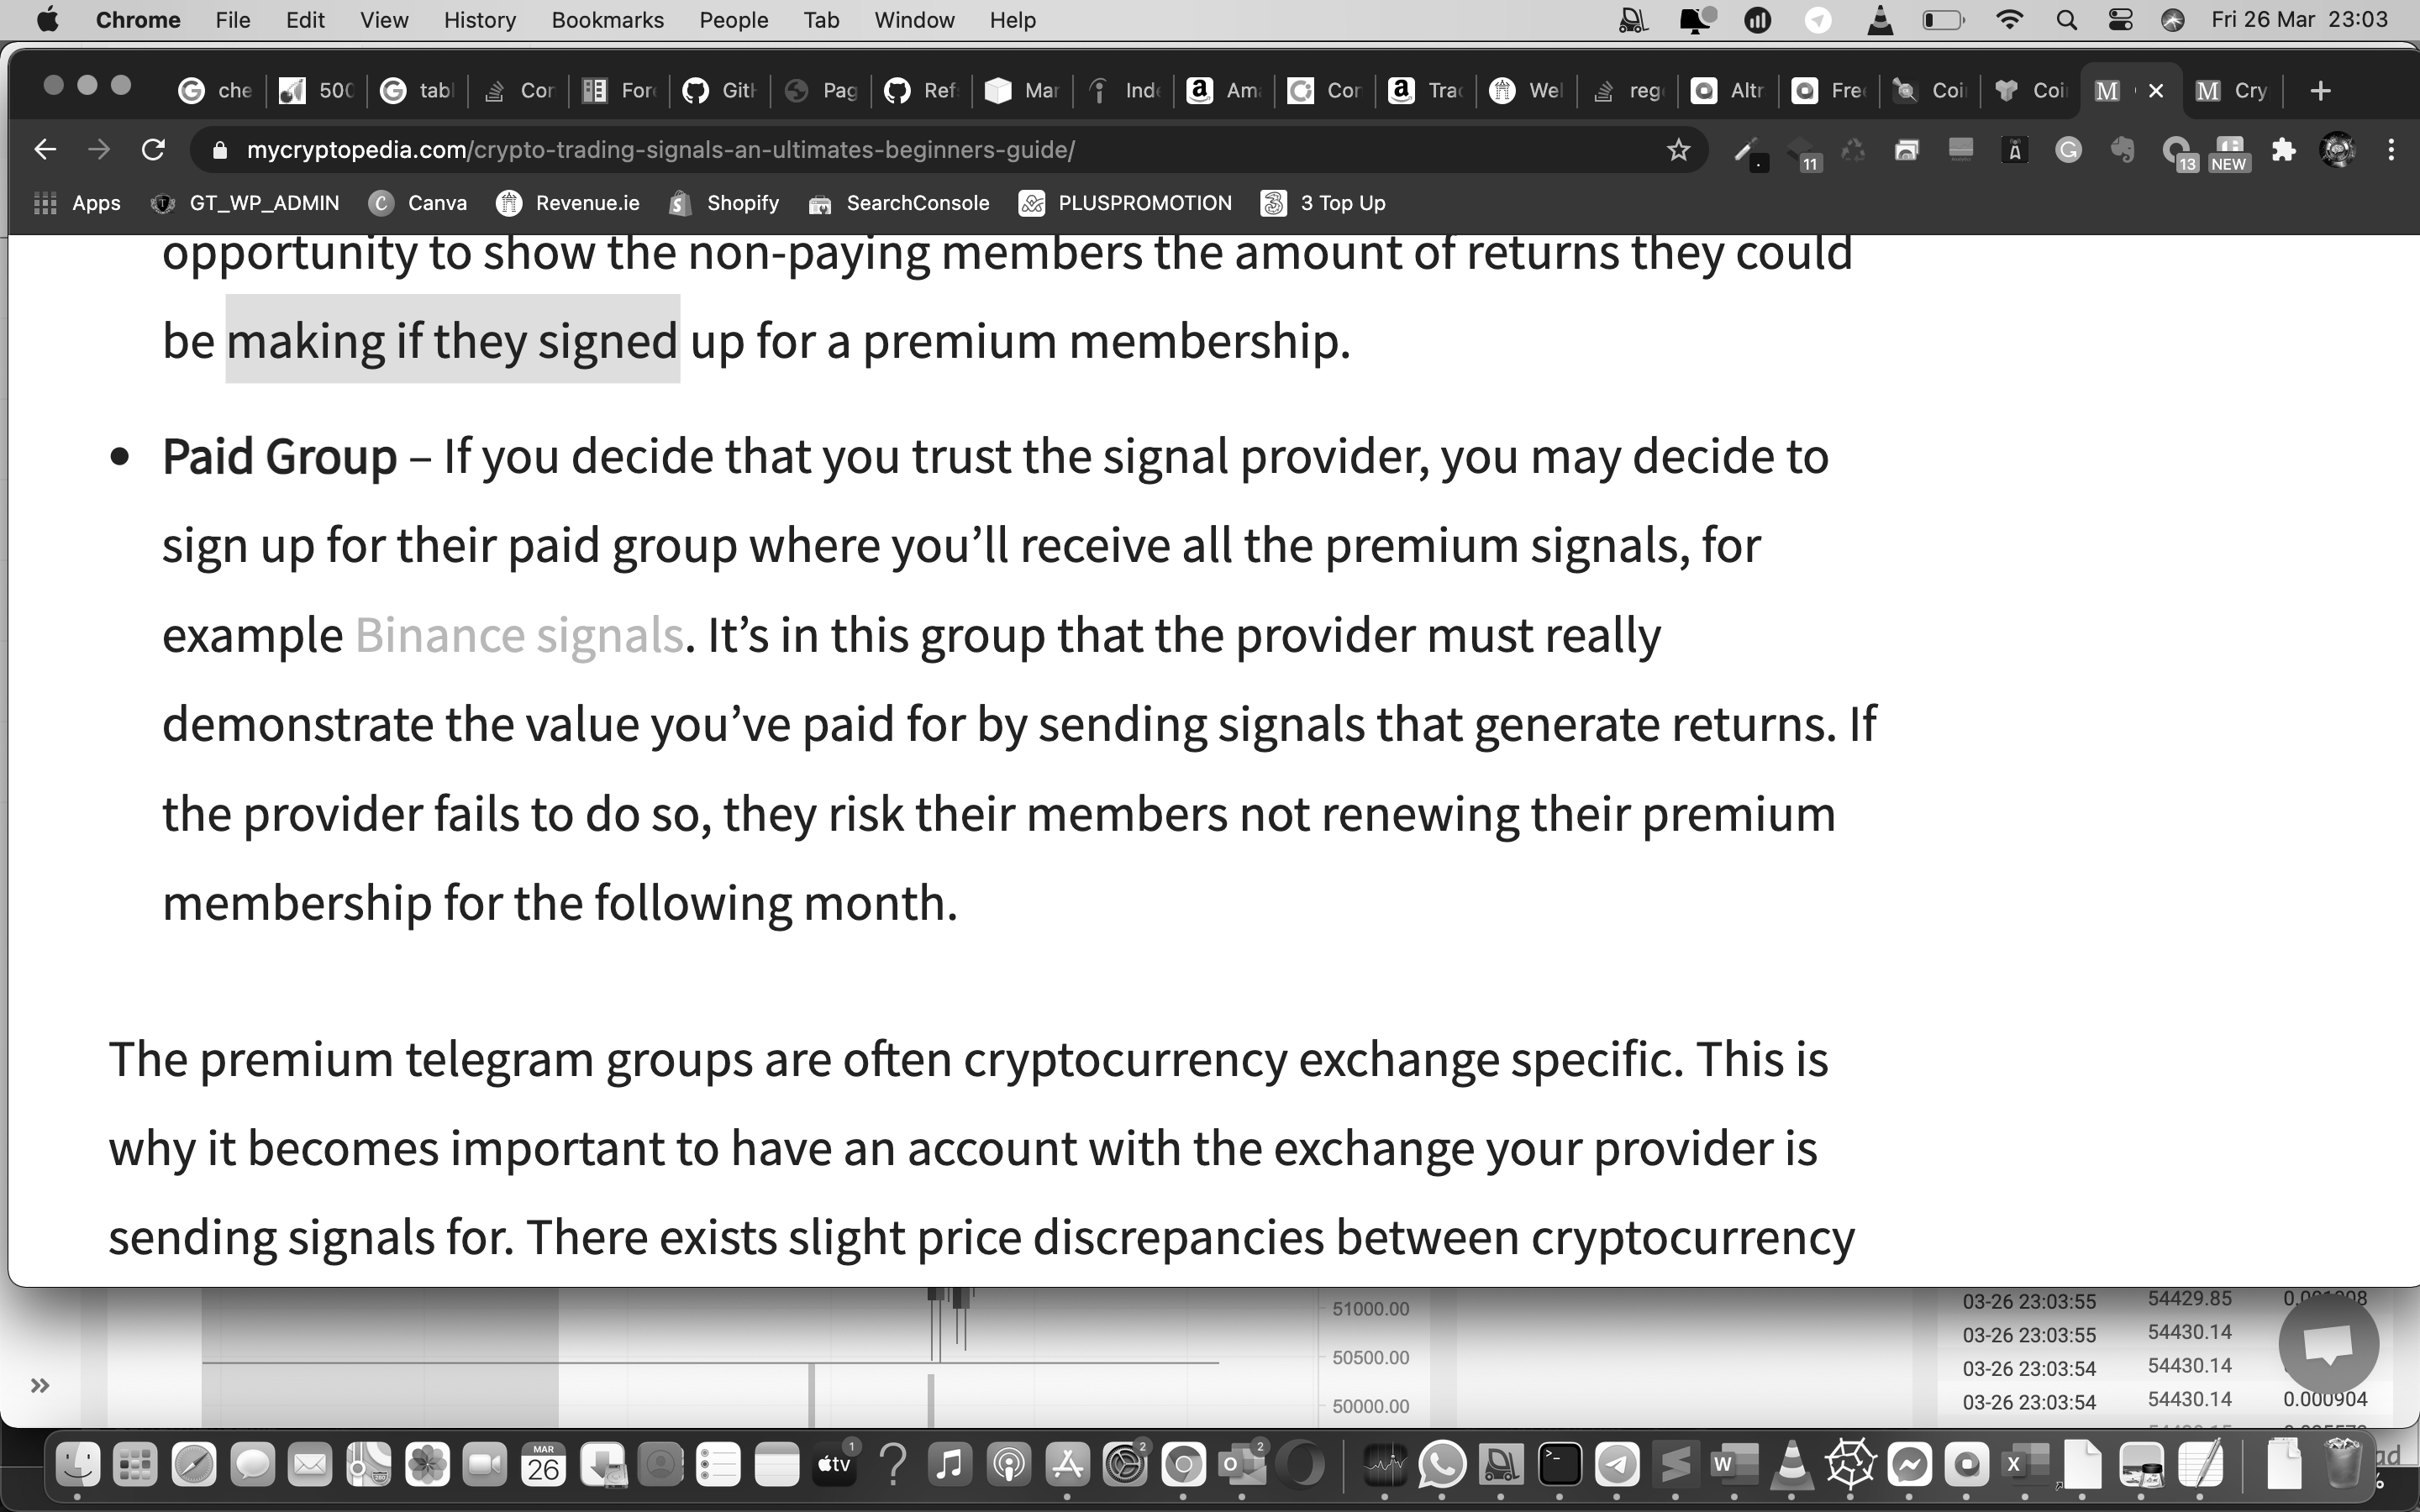 Chrome File Edit View History Bookmarks People Tab Window Help Fri 26 Mar 23:03
che 500 tabl Cor For GitH Pag Ref Mar Inde Ama Cor Trac Wel reg Altr Free Coi Coi M Cry
mycryptopedia.com/crypto-trading-signals-an-ultimates-beginners-guide/ 11 13 NEW
Apps GT_WP_ADMIN Canva Revenue.ie Shopify SearchConsole PLUSPROMOTION 3 Top Up
opportunity to show the non-paying members the amount of returns they could
be making if they signed up for a premium membership.
• Paid Group – If you decide that you trust the signal provider, you may decide to
sign up for their paid group where you’ll receive all the premium signals, for
example Binance signals. It’s in this group that the provider must really
demonstrate the value you’ve paid for by sending signals that generate returns. If
the provider fails to do so, they risk their members not renewing their premium
membership for the following month.
The premium telegram groups are often cryptocurrency exchange specific. This is
why it becomes important to have an account with the exchange your provider is
sending signals for. There exists slight price discrepancies between cryptocurrency
51000.00 03-26 23:03:55 54429.85
03-26 23:03:55 54430.14
50500.00 03-26 23:03:54 54430.14
50000.00 03-26 23:03:54 54430.14 0.000904
MAR
26 tv 1 2 2 W X